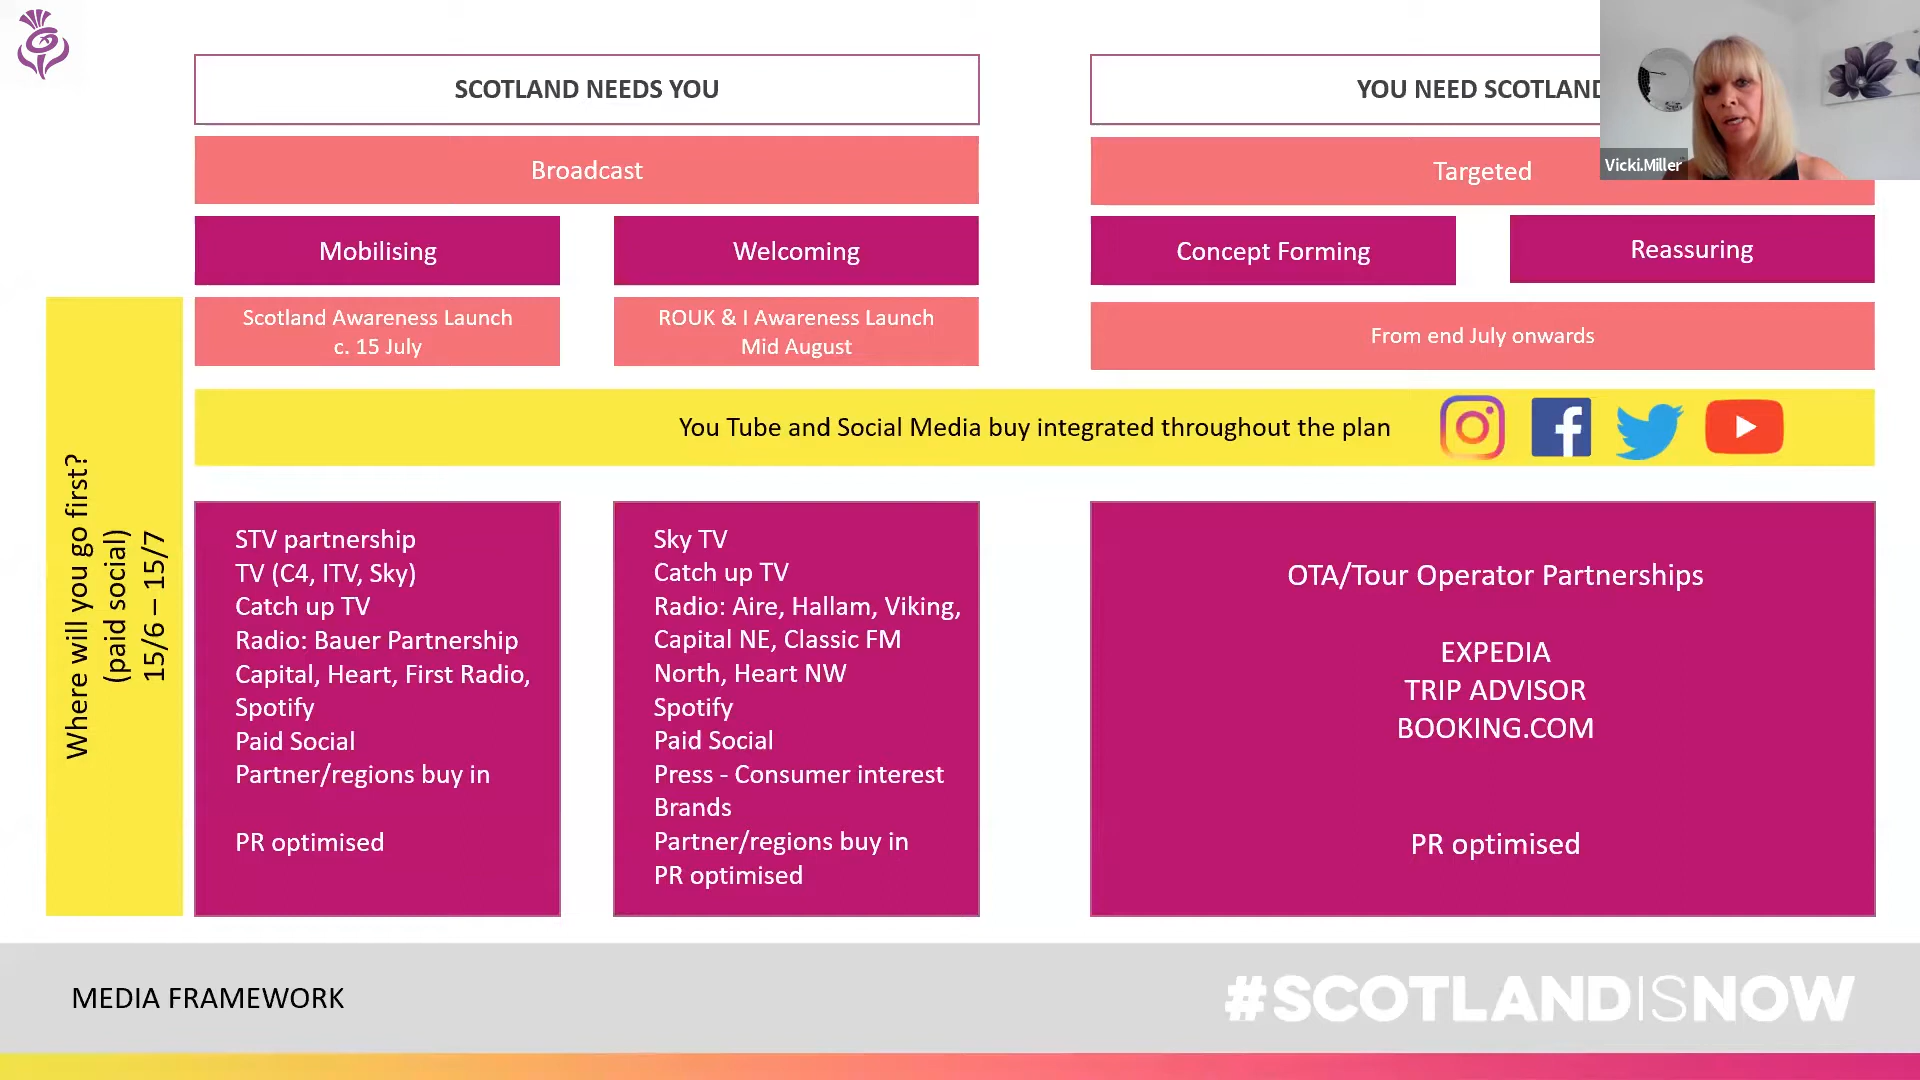 SCOTLAND NEEDS YOU
YOU NEED SCOTLAND
Vicki.Miller
Broadcast
Targeted
Mobilising
Welcoming
Concept Forming
Reassuring
Scotland Awareness Launch
c. 15 July
ROUK & I Awareness Launch
Mid August
From end July onwards
You Tube and Social Media buy integrated throughout the plan
Where will you go first?
(paid social)
15/6 – 15/7
STV partnership
TV (C4, ITV, Sky)
Catch up TV
Radio: Bauer Partnership
Capital, Heart, First Radio,
Spotify
Paid Social
Partner/regions buy in
PR optimised
Sky TV
Catch up TV
Radio: Aire, Hallam, Viking,
Capital NE, Classic FM
North, Heart NW
Spotify
Paid Social
Press - Consumer interest
Brands
Partner/regions buy in
PR optimised
OTA/Tour Operator Partnerships
EXPEDIA
TRIP ADVISOR
BOOKING.COM
PR optimised
MEDIA FRAMEWORK
#SCOTLANDISNOW